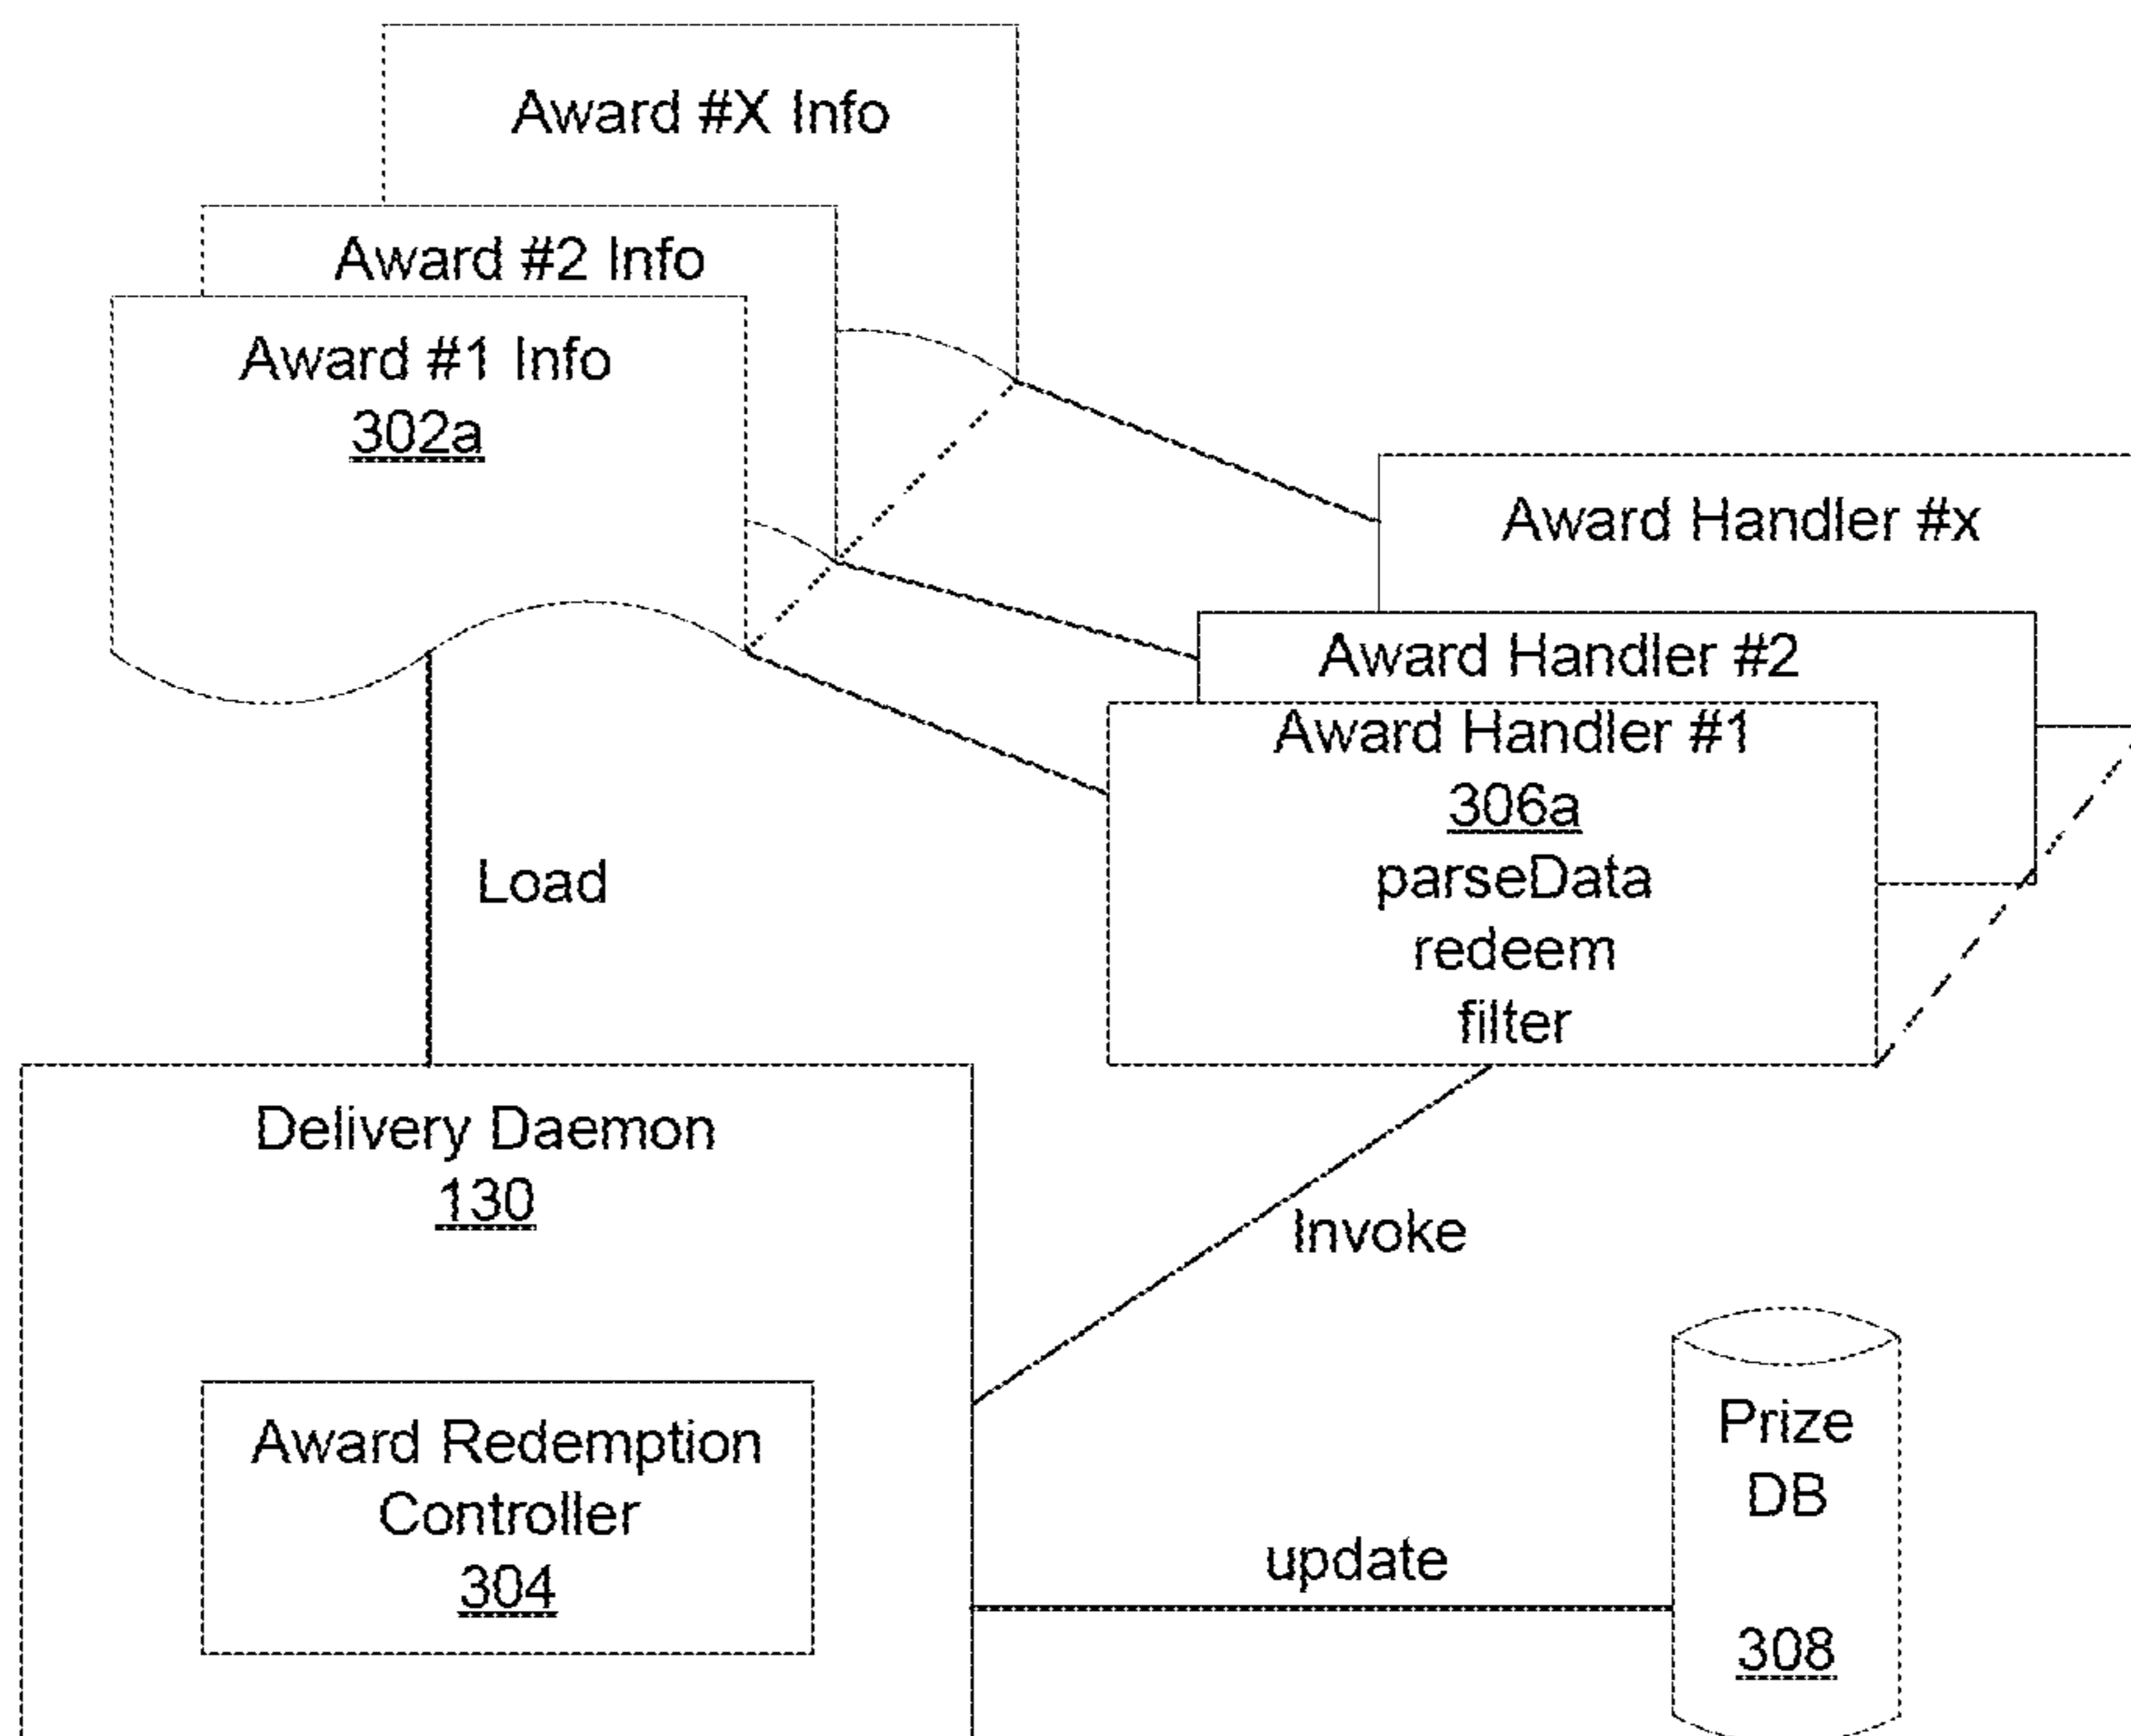 Award #X Info
Award #2 Info
Award #1 Info
302a
Award Handler #x
Award Handler #2
Award Handler #1
306a
parseData
redeem
filter
Load
Delivery Daemon
130
Invoke
Award Redemption
Controller
304
update
Prize
DB
308